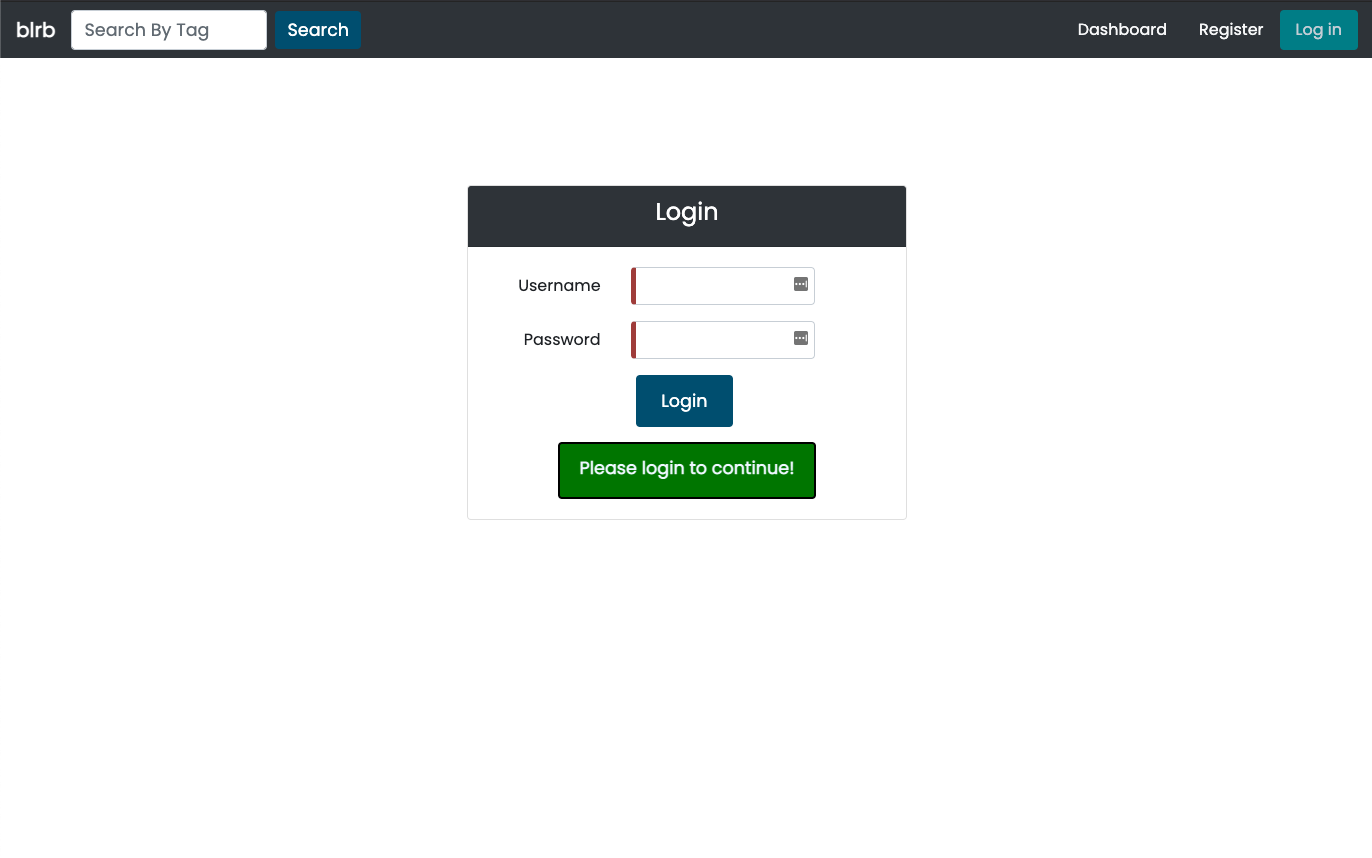 blrb Search By Tag Search Dashboard Register Log in
Login
Username
Password
Login
Please login to continue!